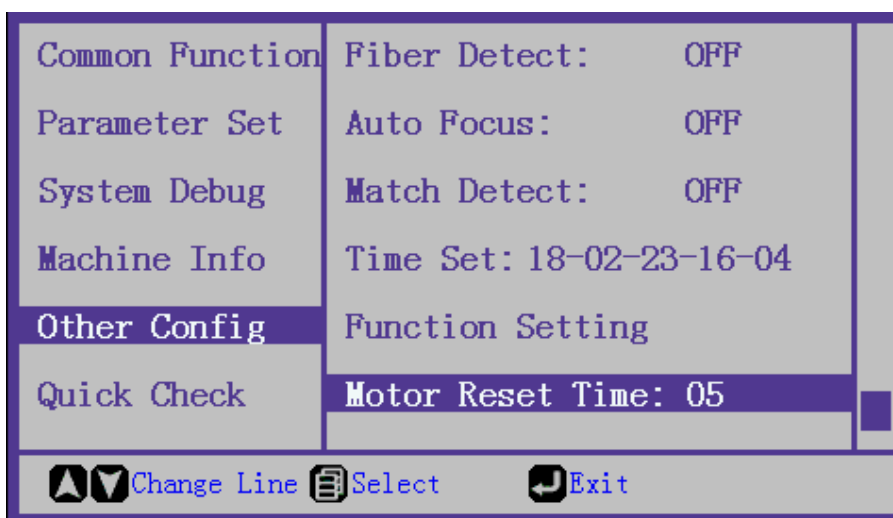 Common Function Fiber Detect: OFF
Parameter Set Auto Focus: OFF
System Debug Match Detect: OFF
Machine Info Time Set: 18-02-23-16-04
Other Config Function Setting
Quick Check Motor Reset Time: 05
Change Line Select Exit